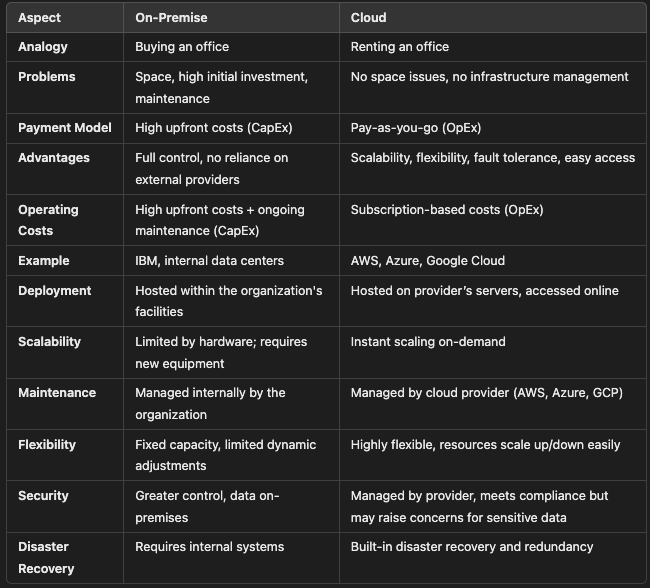 Aspect On-Premise Cloud
Analogy Buying an office Renting an office
Problems Space, high initial investment, No space issues, no infrastructure management
maintenance
Payment Model High upfront costs (CapEx) Pay-as-you-go (OpEx)
Advantages Full control, no reliance on Scalability, flexibility, fault tolerance, easy access
external providers
Operating High upfront costs + ongoing Subscription-based costs (OpEx)
Costs maintenance (CapEx)
Example IBM, internal data centers AWS, Azure, Google Cloud
Deployment Hosted within the organization's Hosted on provider’s servers, accessed online
facilities
Scalability Limited by hardware; requires Instant scaling on-demand
new equipment
Maintenance Managed internally by the Managed by cloud provider (AWS, Azure, GCP)
organization
Flexibility Fixed capacity, limited dynamic Highly flexible, resources scale up/down easily
adjustments
Security Greater control, data on- Managed by provider, meets compliance but
premises may raise concerns for sensitive data
Disaster Requires internal systems Built-in disaster recovery and redundancy
Recovery